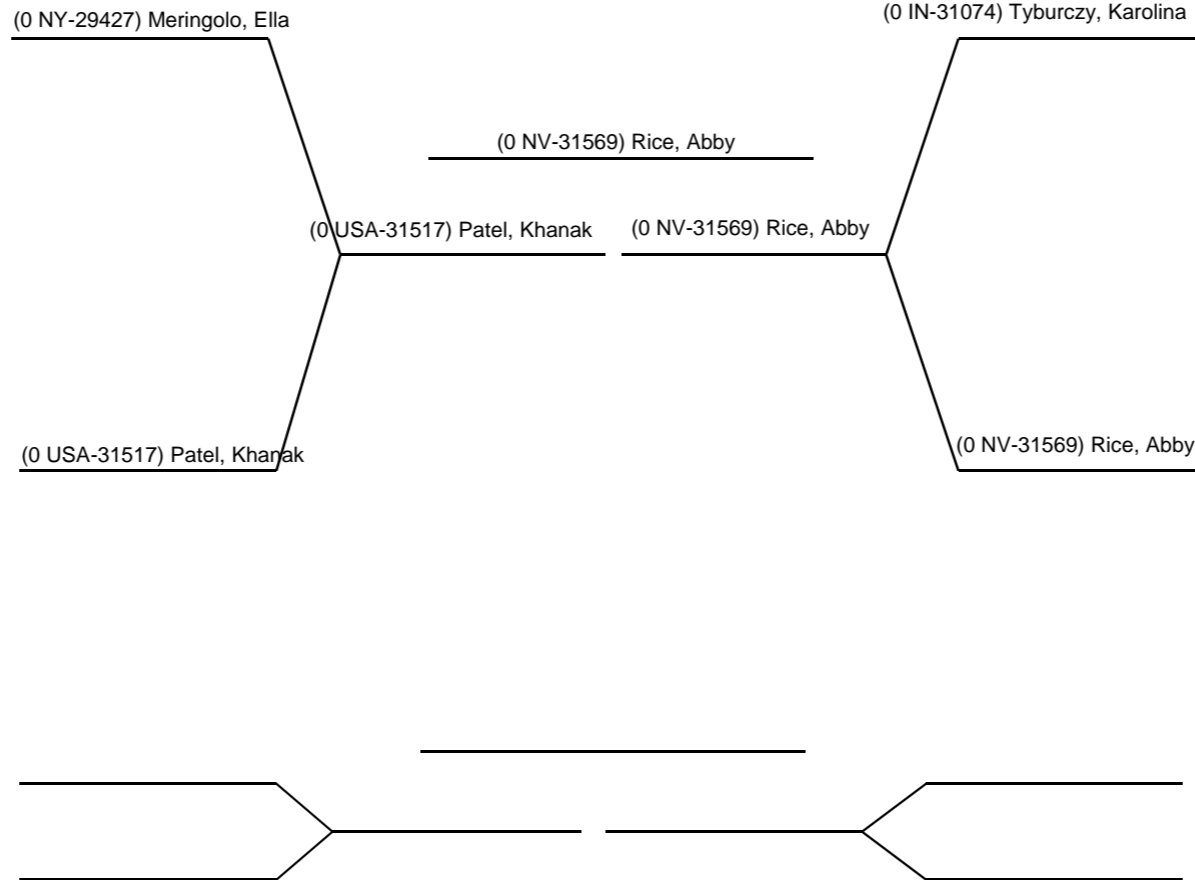 (0 NY-29427) Meringolo, Ella
(0 IN-31074) Tyburczy, Karolina
(0 NV-31569) Rice, Abby
(0 USA-31517) Patel, Khanak
(0 NV-31569) Rice, Abby
(0 USA-31517) Patel, Khanak
(0 NV-31569) Rice, Abby